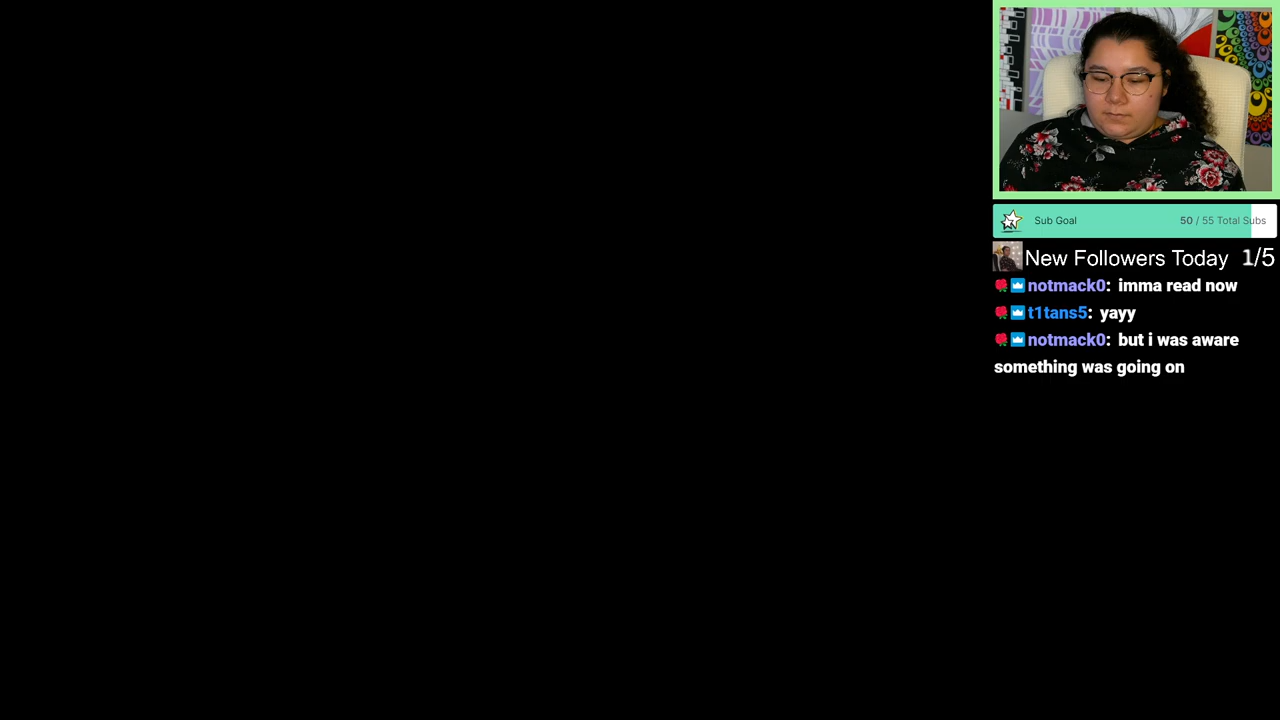 Sub Goal 50 / 55 Total Subs
New Followers Today 1/5
notmack0: imma read now
t1tans5: yayy
notmack0: but i was aware
something was going on